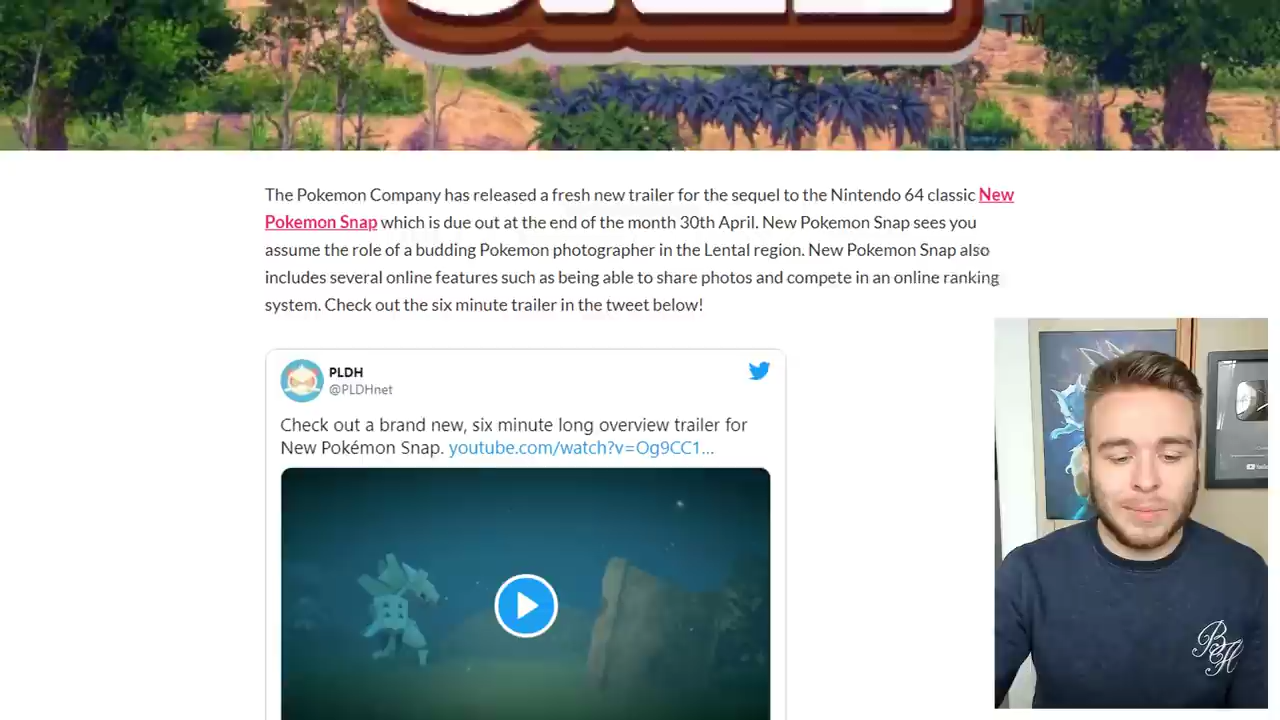 TM
The Pokemon Company has released a fresh new trailer for the sequel to the Nintendo 64 classic New
Pokemon Snap which is due out at the end of the month 30th April. New Pokemon Snap sees you
assume the role of a budding Pokemon photographer in the Lental region. New Pokemon Snap also
includes several online features such as being able to share photos and compete in an online ranking
system. Check out the six minute trailer in the tweet below!
PLDH
@PLDHnet
Check out a brand new, six minute long overview trailer for
New Pokémon Snap. youtube.com/watch?v=Og9CC1...
BH